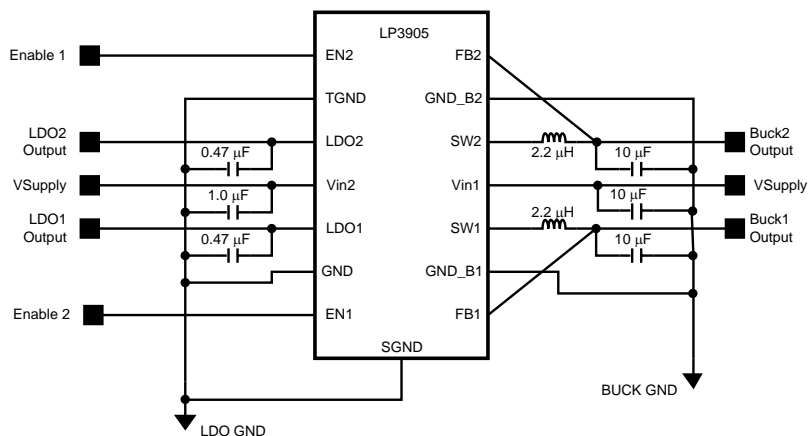 LP3905
Enable 1
EN2
FB2
TGND
GND_B2
LDO2
Output
LDO2
SW2
Buck2
Output
0.47 μF
2.2 μH
10 μF
VSupply
Vin2
Vin1
VSupply
1.0 μF
10 μF
LDO1
Output
LDO1
SW1
2.2 μH
Buck1
Output
0.47 μF
10 μF
GND
GND_B1
Enable 2
EN1
FB1
SGND
BUCK GND
LDO GND